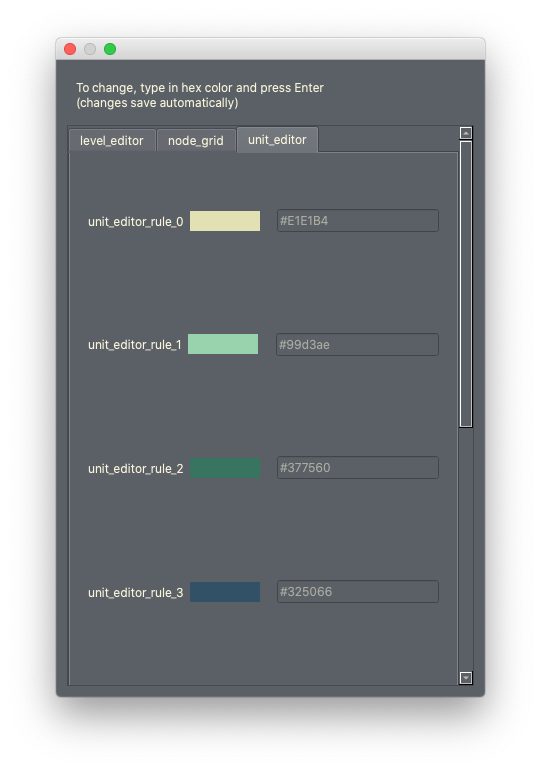 To change, type in hex color and press Enter
(changes save automatically)
level_editor node_grid unit_editor
unit_editor_rule_0 #E1E1B4
unit_editor_rule_1 #99d3ae
unit_editor_rule_2 #377560
unit_editor_rule_3 #325066